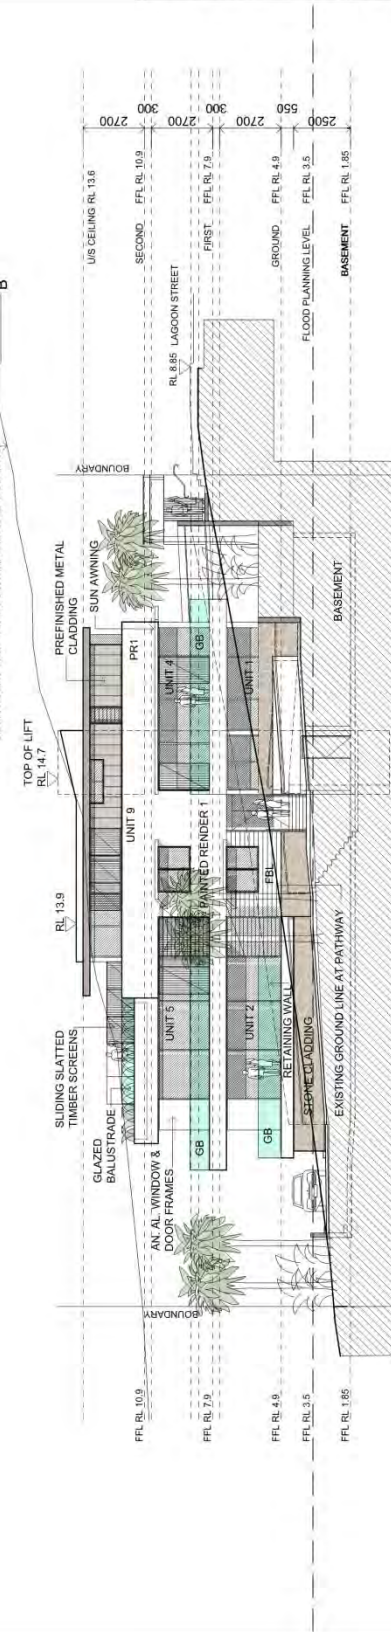 B
TOP OF LIFT
RL 14.7
RL 13.9
PREFINISHED METAL
CLADDING
SUN AWNING
SLIDING SLATTED
TIMBER SCREENS
GLAZED
BALUSTRADE
AN. AL. WINDOW &
DOOR FRAMES
BOUNDARY
BOUNDARY
UNIT 9
PR1
UNIT 5
UNIT 4
PAINTED RENDER 1
GB
GB
UNIT 2
UNIT 1
GB
FBL
RETAINING WALL
STONE CLADDING
EXISTING GROUND LINE AT PATHWAY
BASEMENT
RL 8.85 LAGOON STREET
FFL RL 10.9
FFL RL 7.9
FFL RL 4.9
FFL RL 3.5
FFL RL 1.85
U/S CEILING RL 13.6
SECOND FFL RL 10.9
FIRST FFL RL 7.9
GROUND FFL RL 4.9
FLOOD PLANNING LEVEL FFL RL 3.5
BASEMENT FFL RL 1.85
2700
300
2700
300
2700
550
2500